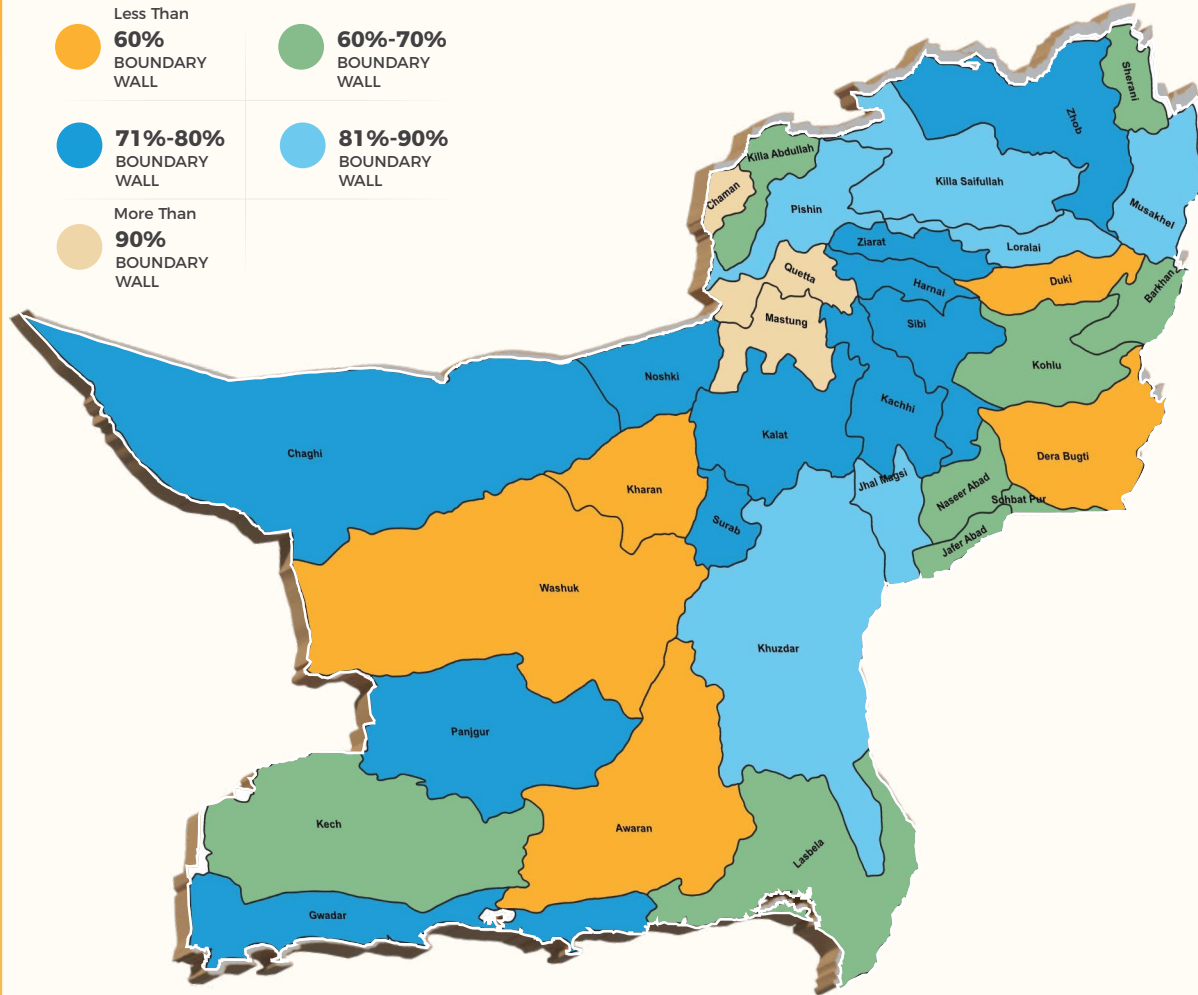 Less Than
60%
BOUNDARY
WALL
60%-70%
BOUNDARY
WALL
71%-80%
BOUNDARY
WALL
81%-90%
BOUNDARY
WALL
More Than
90%
BOUNDARY
WALL
Sherani
Zhob
Killa Abdullah
Killa Saifullah
Chaman
Pishin
Musakhel
Ziarat
Loralai
Quetta
Duki
Harnai
Barkhan
Mastung
Sibi
Kohlu
Noshki
Kachhi
Kalat
Chaghi
Dera Bugti
Jhal Magsi
Kharan
Naseer Abad
Sohbat Pur
Surab
Jafer Abad
Washuk
Khuzdar
Panjgur
Kech
Awaran
Lasbela
Gwadar